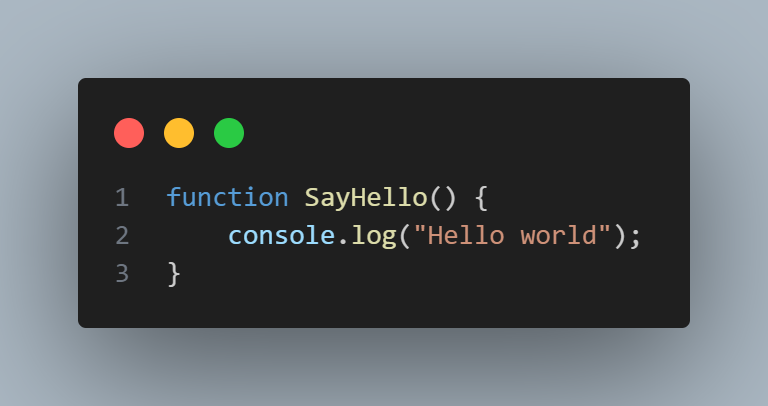 1 function SayHello() {
2     console.log("Hello world");
3 }